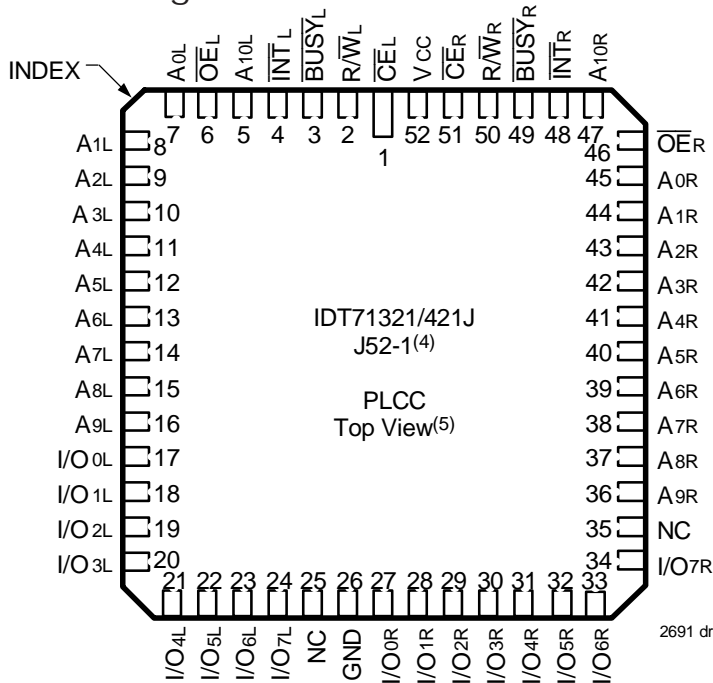 INDEX
A0L
OEL
A10L
INTL
BUSYL
R/WL
CEL
VCC
CER
R/WR
BUSYR
INTR
A10R
7
6
5
4
3
2
1
52
51
50
49
48
47
A1L 8
A2L 9
A3L 10
A4L 11
A5L 12
A6L 13
A7L 14
A8L 15
A9L 16
I/O0L 17
I/O1L 18
I/O2L 19
I/O3L 20
IDT71321/421J
J52-1(4)
PLCC
Top View(5)
46 OER
45 A0R
44 A1R
43 A2R
42 A3R
41 A4R
40 A5R
39 A6R
38 A7R
37 A8R
36 A9R
35 NC
34 I/O7R
21
22
23
24
25
26
27
28
29
30
31
32
33
I/O4L
I/O5L
I/O6L
I/O7L
NC
GND
I/O0R
I/O1R
I/O2R
I/O3R
I/O4R
I/O5R
I/O6R
2691 dr